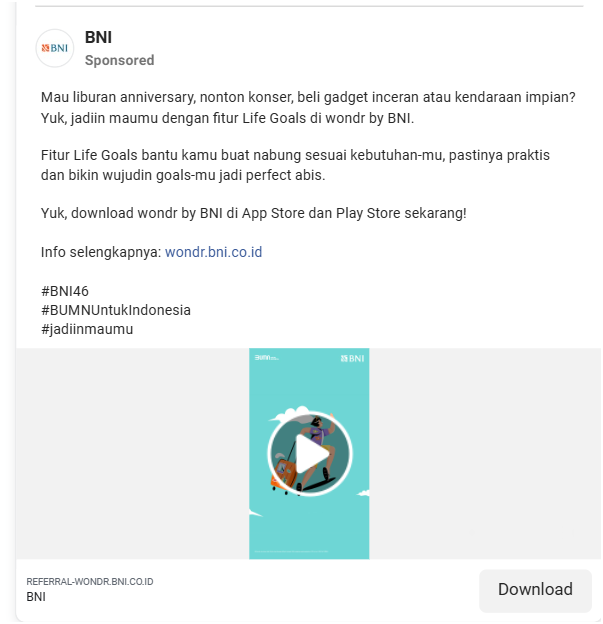 BNI
BNI
Sponsored
Mau liburan anniversary, nonton konser, beli gadget inceran atau kendaraan impian?
Yuk, jadiin maumu dengan fitur Life Goals di wondr by BNI.
Fitur Life Goals bantu kamu buat nabung sesuai kebutuhan-mu, pastinya praktis
dan bikin wujudin goals-mu jadi perfect abis.
Yuk, download wondr by BNI di App Store dan Play Store sekarang!
Info selengkapnya: wondr.bni.co.id
#BNI46
#BUMNUntukIndonesia
#jadiinmaumu
BNI
REFERRAL-WONDR.BNI.CO.ID
BNI
Download